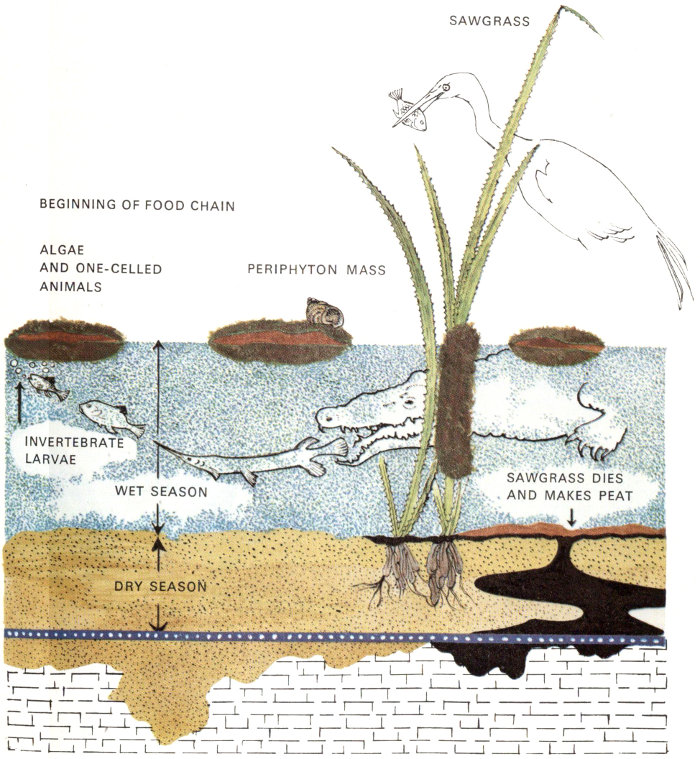 SAWGRASS
BEGINNING OF FOOD CHAIN
ALGAE
AND ONE-CELLED
ANIMALS
PERIPHYTON MASS
INVERTEBRATE
LARVAE
WET SEASON
SAWGRASS DIES
AND MAKES PEAT
DRY SEASON